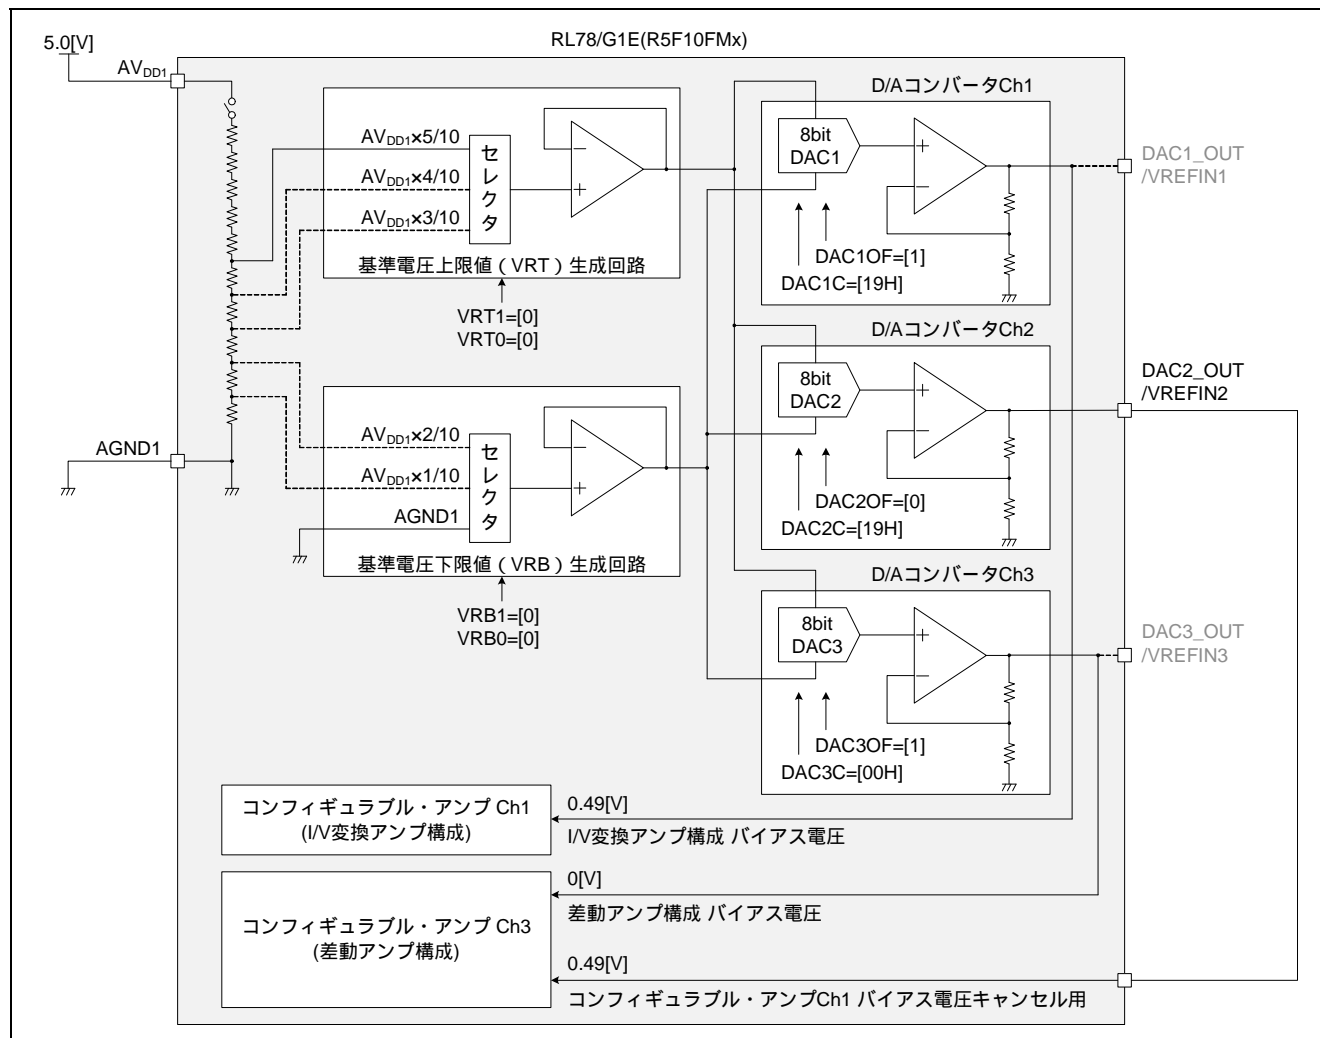 RL78/G1E(R5F10FMx)
5.0[V]
AVDD1
AVDD1×5/10
AVDD1×4/10
AVDD1×3/10
セレクタ
−
+
基準電圧上限値(VRT)生成回路
VRT1=[0]
VRT0=[0]
AGND1
AVDD1×2/10
AVDD1×1/10
AGND1
セレクタ
−
+
基準電圧下限値(VRB)生成回路
VRB1=[0]
VRB0=[0]
D/AコンバータCh1
8bit
DAC1
+
−
DAC1OF=[1]
DAC1C=[19H]
DAC1_OUT
/VREFIN1
D/AコンバータCh2
8bit
DAC2
+
−
DAC2OF=[0]
DAC2C=[19H]
DAC2_OUT
/VREFIN2
D/AコンバータCh3
8bit
DAC3
+
−
DAC3OF=[1]
DAC3C=[00H]
DAC3_OUT
/VREFIN3
コンフィギュラブル・アンプ Ch1
(I/V変換アンプ構成)
0.49[V]
I/V変換アンプ構成 バイアス電圧
コンフィギュラブル・アンプ Ch3
(差動アンプ構成)
0[V]
差動アンプ構成 バイアス電圧
0.49[V]
コンフィギュラブル・アンプCh1 バイアス電圧キャンセル用